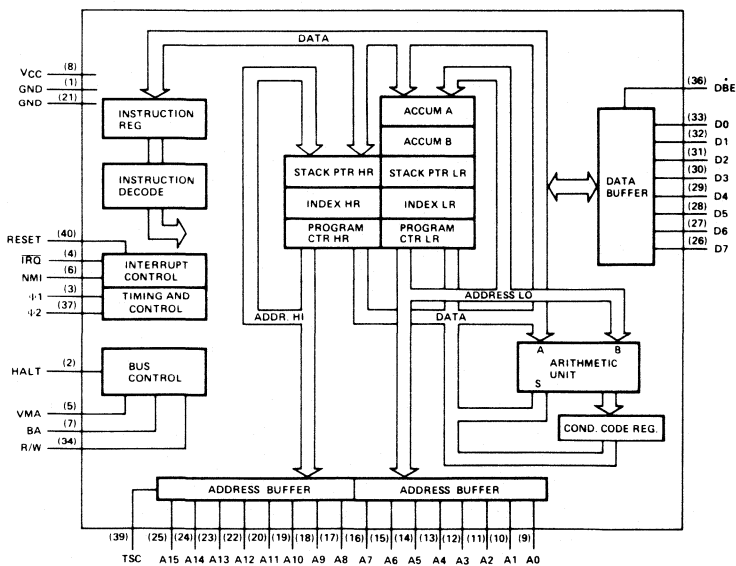 DATA
VCC (8)
GND (1)
GND (21)
INSTRUCTION
REG
INSTRUCTION
DECODE
RESET (40)
IRQ (4)
NMI (6)
ϕ1 (3)
ϕ2 (37)
INTERRUPT
CONTROL
TIMING AND
CONTROL
HALT (2)
BUS
CONTROL
VMA (5)
BA (7)
R/W (34)
ACCUM A
ACCUM B
STACK PTR HR
STACK PTR LR
INDEX HR
INDEX LR
PROGRAM
CTR HR
PROGRAM
CTR LR
(36) DBE
DATA
BUFFER
(33) D0
(32) D1
(31) D2
(30) D3
(29) D4
(28) D5
(27) D6
(26) D7
ADDRESS LO
ADDR. HI
DATA
A B
ARITHMETIC
UNIT
S
COND. CODE REG.
ADDRESS BUFFER ADDRESS BUFFER
(39) (25) (24) (23) (22) (20) (19) (18) (17) (16) (15) (14) (13) (12) (11) (10) (9)
TSC A15 A14 A13 A12 A11 A10 A9 A8 A7 A6 A5 A4 A3 A2 A1 A0